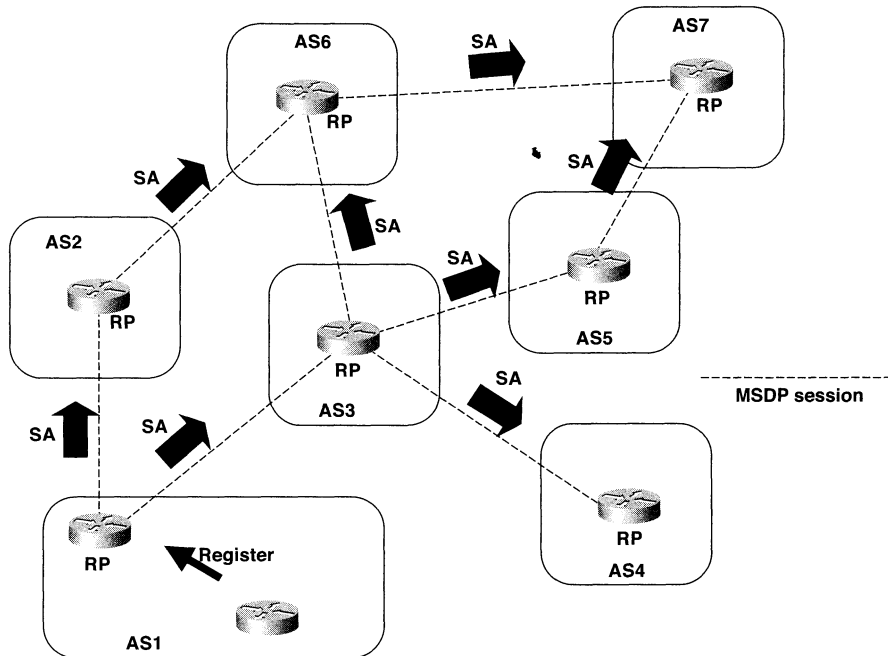 AS6
SA
AS7
RP
RP
SA
SA
AS2
SA
SA
RP
RP
RP
AS5
SA
AS3
MSDP session
SA
SA
RP
Register
RP
AS4
AS1